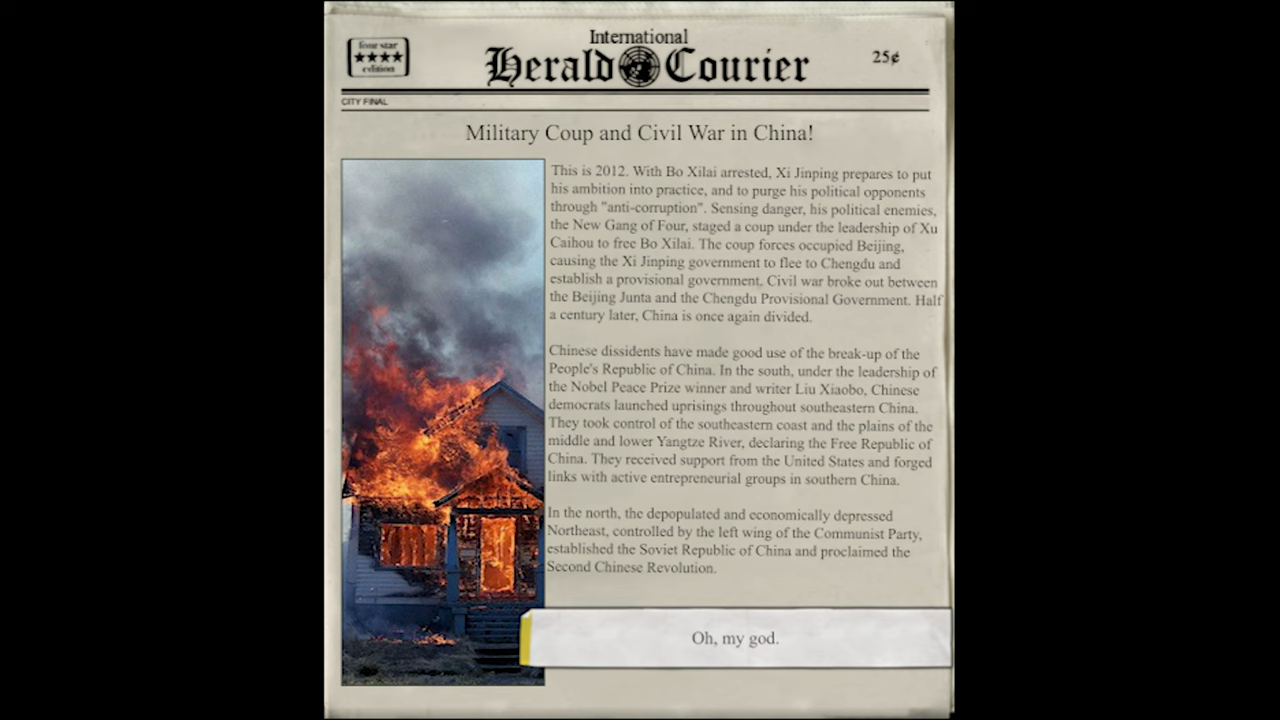 four star
★★★★
edition
International
Herald Courier
25¢
CITY FINAL
Military Coup and Civil War in China!
This is 2012. With Bo Xilai arrested, Xi Jinping prepares to put
his ambition into practice, and to purge his political opponents
through "anti-corruption". Sensing danger, his political enemies,
the New Gang of Four, staged a coup under the leadership of Xu
Caihou to free Bo Xilai. The coup forces occupied Beijing,
causing the Xi Jinping government to flee to Chengdu and
establish a provisional government. Civil war broke out between
the Beijing Junta and the Chengdu Provisional Government. Half
a century later, China is once again divided.
Chinese dissidents have made good use of the break-up of the
People's Republic of China. In the south, under the leadership of
the Nobel Peace Prize winner and writer Liu Xiaobo, Chinese
democrats launched uprisings throughout southeastern China.
They took control of the southeastern coast and the plains of the
middle and lower Yangtze River, declaring the Free Republic of
China. They received support from the United States and forged
links with active entrepreneurial groups in southern China.
In the north, the depopulated and economically depressed
Northeast, controlled by the left wing of the Communist Party,
established the Soviet Republic of China and proclaimed the
Second Chinese Revolution.
Oh, my god.